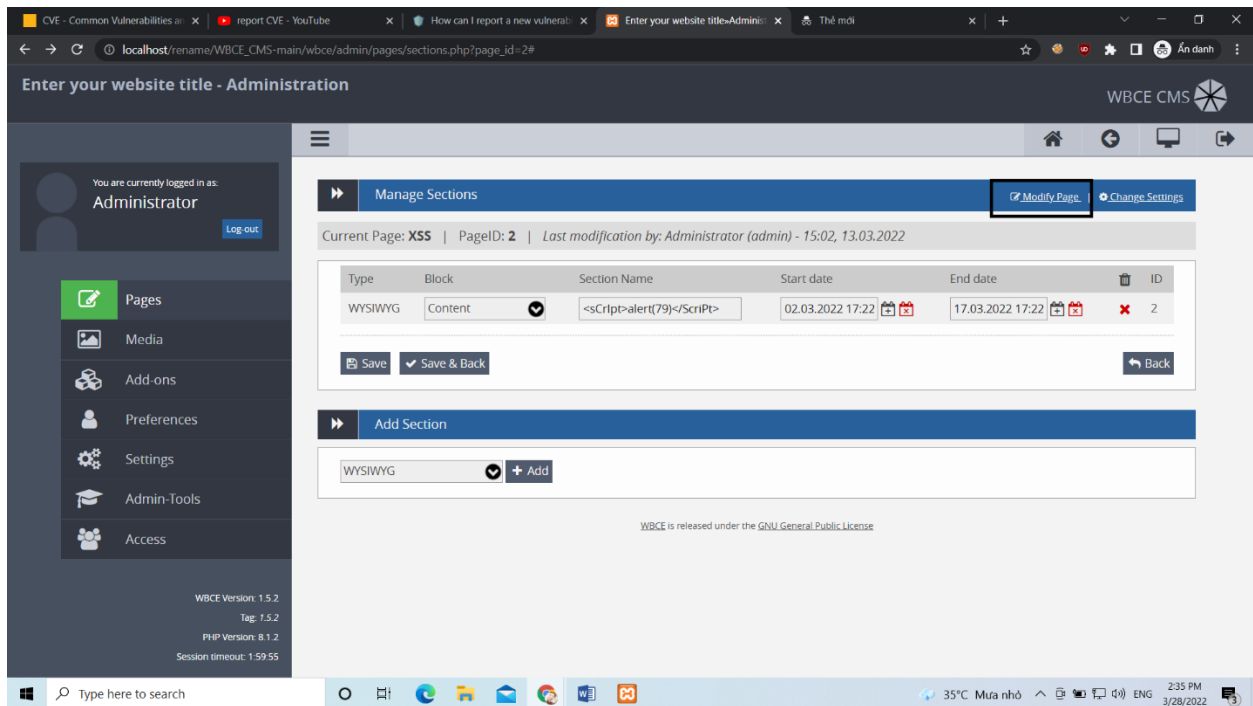 CVE - Common Vulnerabilities an
report CVE - YouTube
How can I report a new vulnerab
Enter your website title»Adminis
Thẻ mới
localhost/rename/WBCE_CMS-main/wbce/admin/pages/sections.php?page_id=2#
Ẩn danh
Enter your website title - Administration
WBCE CMS
You are currently logged in as:
Administrator
Log-out
Manage Sections
Modify Page | Change Settings
Current Page: XSS | PageID: 2 | Last modification by: Administrator (admin) - 15:02, 13.03.2022
Type Block Section Name Start date End date ID
WYSIWYG Content <sCrIpt>alert(79)</ScriPt> 02.03.2022 17:22 17.03.2022 17:22 2
Save Save & Back Back
Pages
Media
Add-ons
Preferences
Settings
Admin-Tools
Access
Add Section
WYSIWYG + Add
WBCE is released under the GNU General Public License
WBCE Version: 1.5.2
Tag: 1.5.2
PHP Version: 8.1.2
Session timeout: 1:59:55
Type here to search
35°C Mưa nhỏ
ENG
2:35 PM
3/28/2022
3